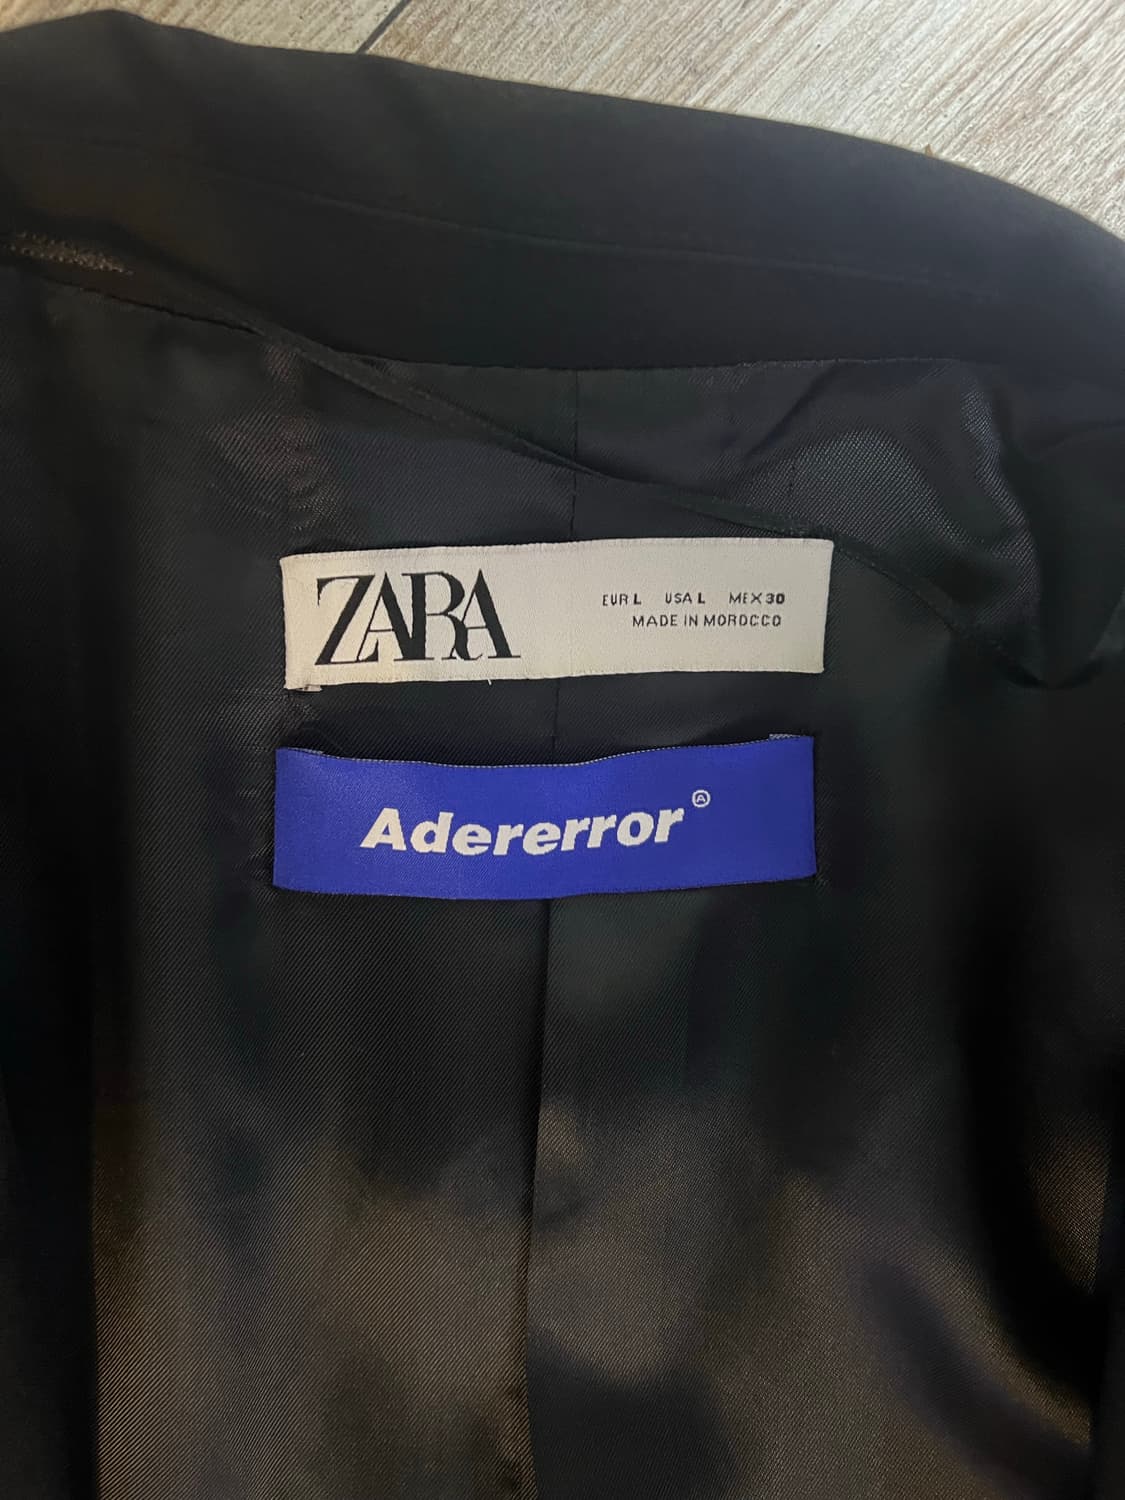 ZARA
EUR L USA L MEX 30
MADE IN MOROCCO
Adererror Ⓐ